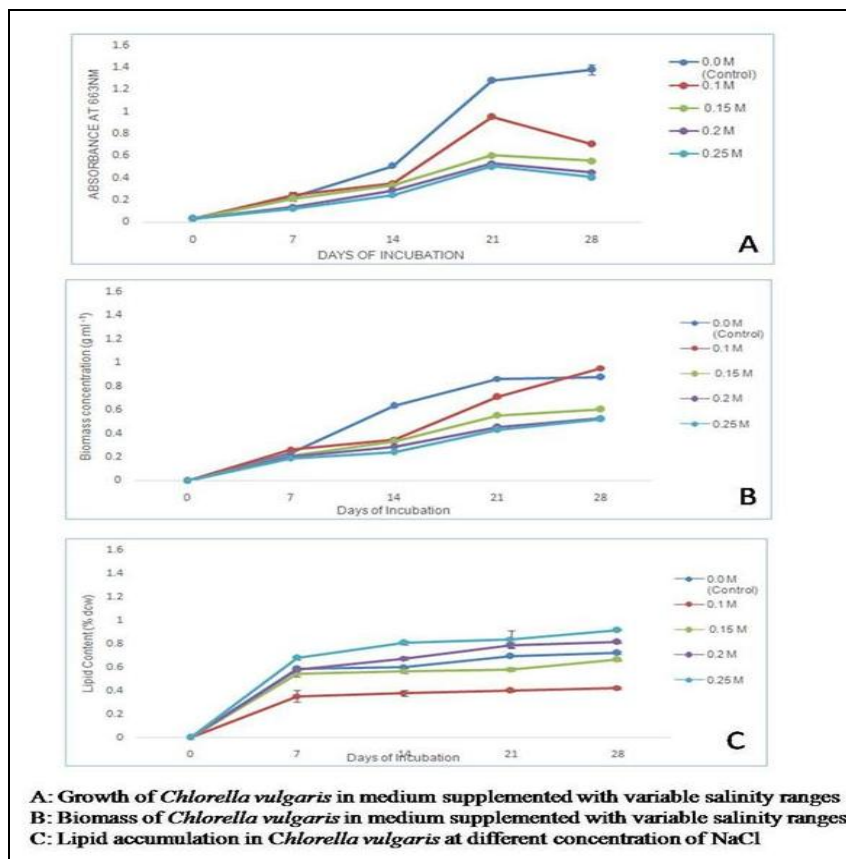 1.6
1.4
1.2
1
0.8
0.6
0.4
0.2
0
ABSORBANCE AT 663NM
0 7 14 21 28
DAYS OF INCUBATION
0.0 M
(Control)
0.1 M
0.15 M
0.2 M
0.25 M
A
1.6
1.4
1.2
1
0.8
0.6
0.4
0.2
0
Biomass concentration (g ml⁻¹)
0 7 14 21 28
Days of Incubation
0.0 M
(Control)
0.1 M
0.15 M
0.2 M
0.25 M
B
1.6
1.4
1.2
1
0.8
0.6
0.4
0.2
0
Lipid Content (% dcw)
0 7 14 21 28
Days of Incubation
0.0 M
(Control)
0.1 M
0.15 M
0.2 M
0.25 M
C
A: Growth of Chlorella vulgaris in medium supplemented with variable salinity ranges
B: Biomass of Chlorella vulgaris in medium supplemented with variable salinity ranges
C: Lipid accumulation in Chlorella vulgaris at different concentration of NaCl